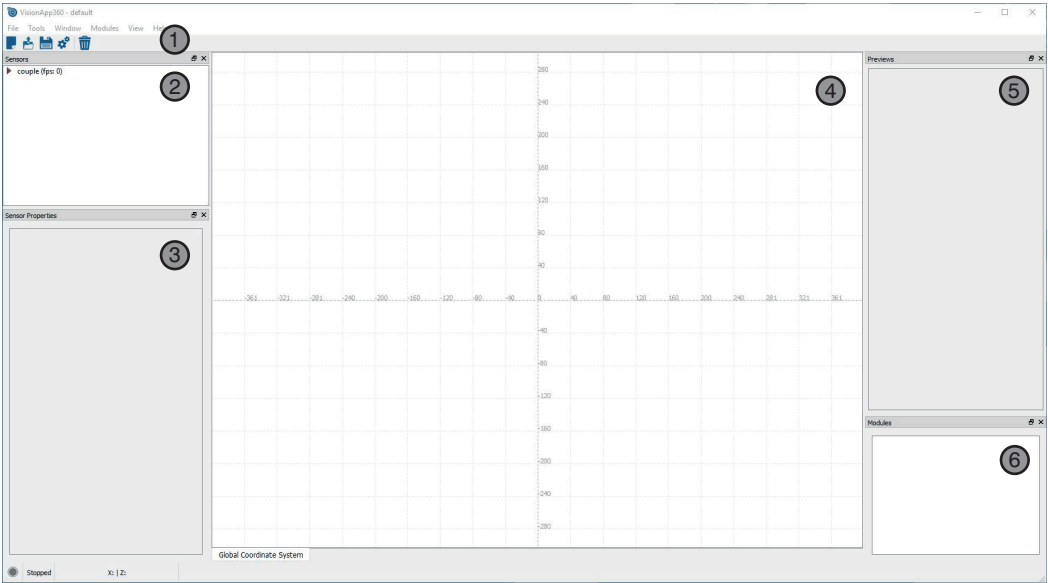 VisionApp360 - default
File Tools Window Modules View Help
1
Sensors
couple (fps: 0)
2
Sensor Properties
3
4
280
240
200
160
120
80
40
-361 -321 -281 -240 -200 -160 -120 -80 -40 0 40 80 120 160 200 240 281 321 361
-40
-80
-120
-160
-200
-240
-280
Global Coordinate System
Previews
5
Modules
6
Stopped X: | Z: